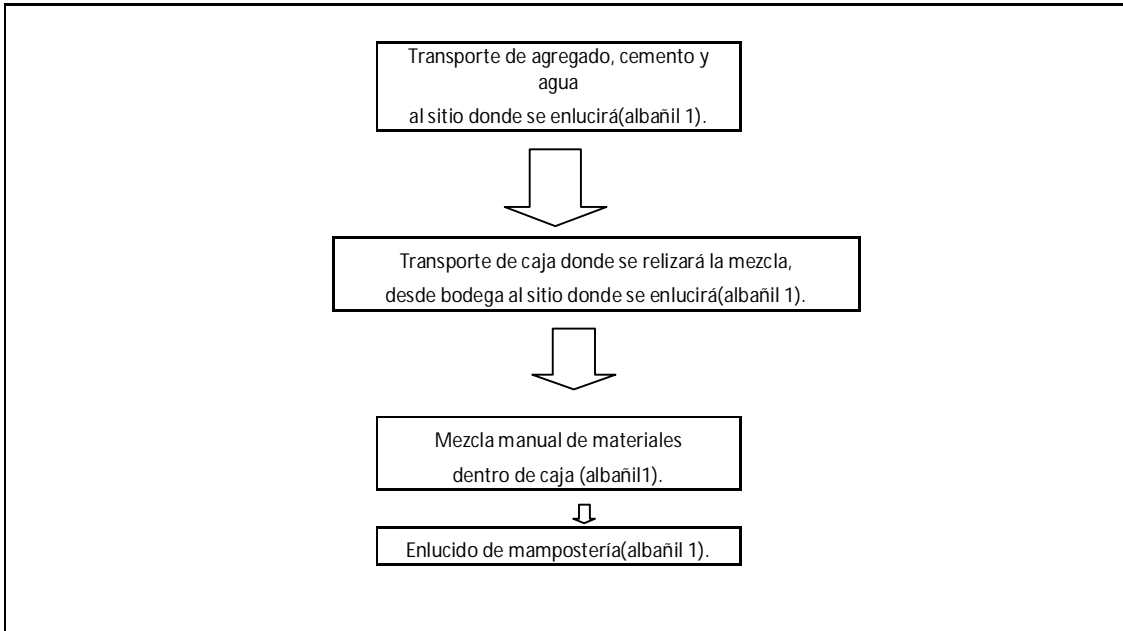 Transporte de agregado, cemento y
agua
al sitio donde se enlucirá(albañil 1).
Transporte de caja donde se relizará la mezcla,
desde bodega al sitio donde se enlucirá(albañil 1).
Mezcla manual de materiales
dentro de caja (albañil1).
Enlucido de mampostería(albañil 1).